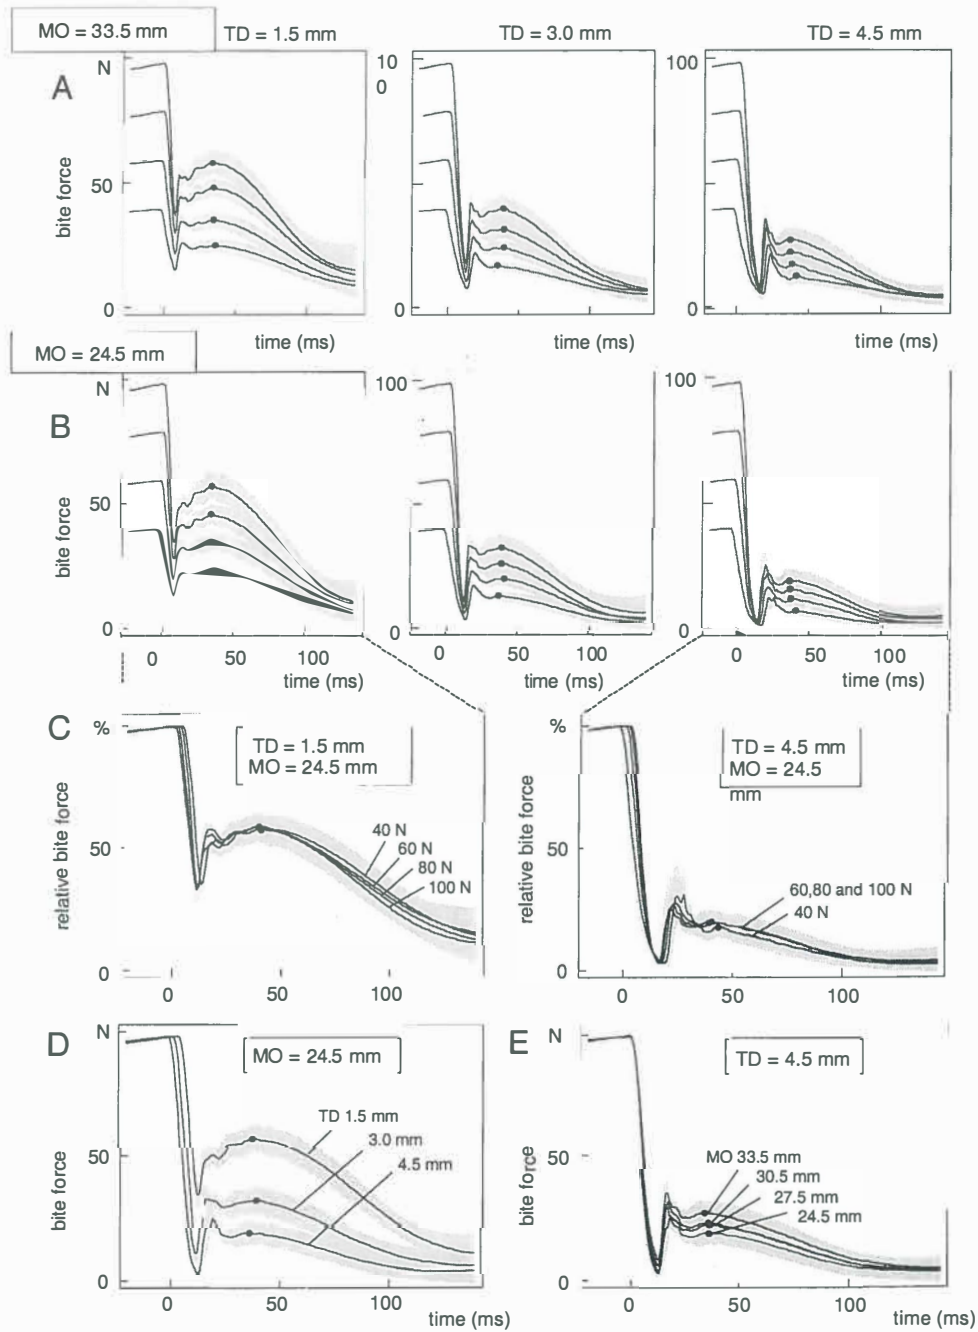 MO = 33.5 mm
TD = 1.5 mm
TD = 3.0 mm
TD = 4.5 mm
A
N
50
0
bite force
10
0
0
100
0
time (ms)
time (ms)
time (ms)
MO = 24.5 mm
B
N
50
0
bite force
100
0
100
0
0 50 100
0 50 100
0 50 100
time (ms)
time (ms)
time (ms)
C
%
50
0
relative bite force
TD = 1.5 mm
MO = 24.5 mm
40 N
60 N
80 N
100 N
0 50 100
%
50
0
relative bite force
TD = 4.5 mm
MO = 24.5
mm
60,80 and 100 N
40 N
0 50 100
D
N
50
0
bite force
MO = 24.5 mm
TD 1.5 mm
3.0 mm
4.5 mm
0 50 100
time (ms)
E
N
50
0
bite force
TD = 4.5 mm
MO 33.5 mm
30.5 mm
27.5 mm
24.5 mm
0 50 100
time (ms)